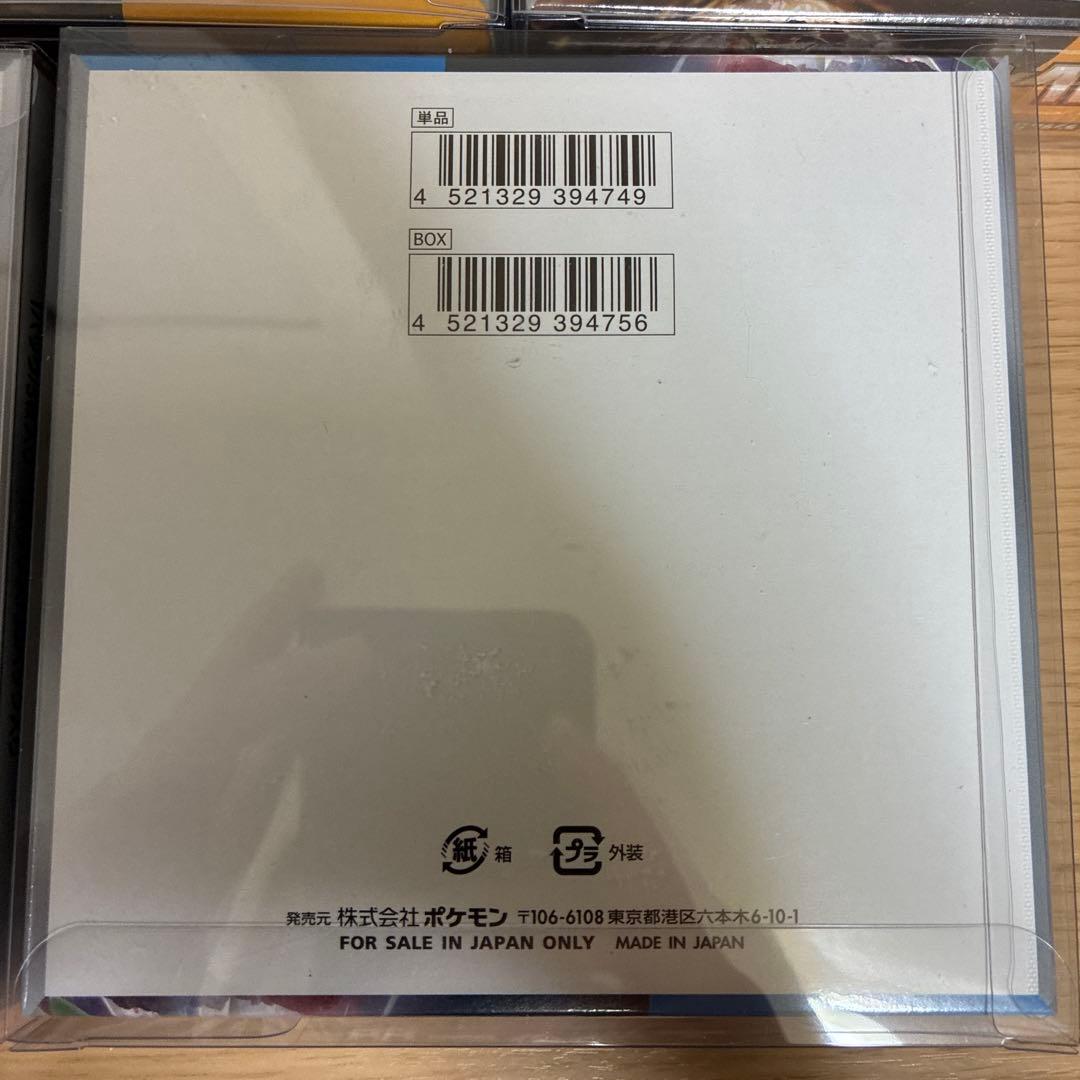 単品
4 521329 394749
BOX
4 521329 394756
紙 箱 プラ 外装
発売元 株式会社 ポケモン 〒106-6108 東京都港区六本木6-10-1
FOR SALE IN JAPAN ONLY MADE IN JAPAN